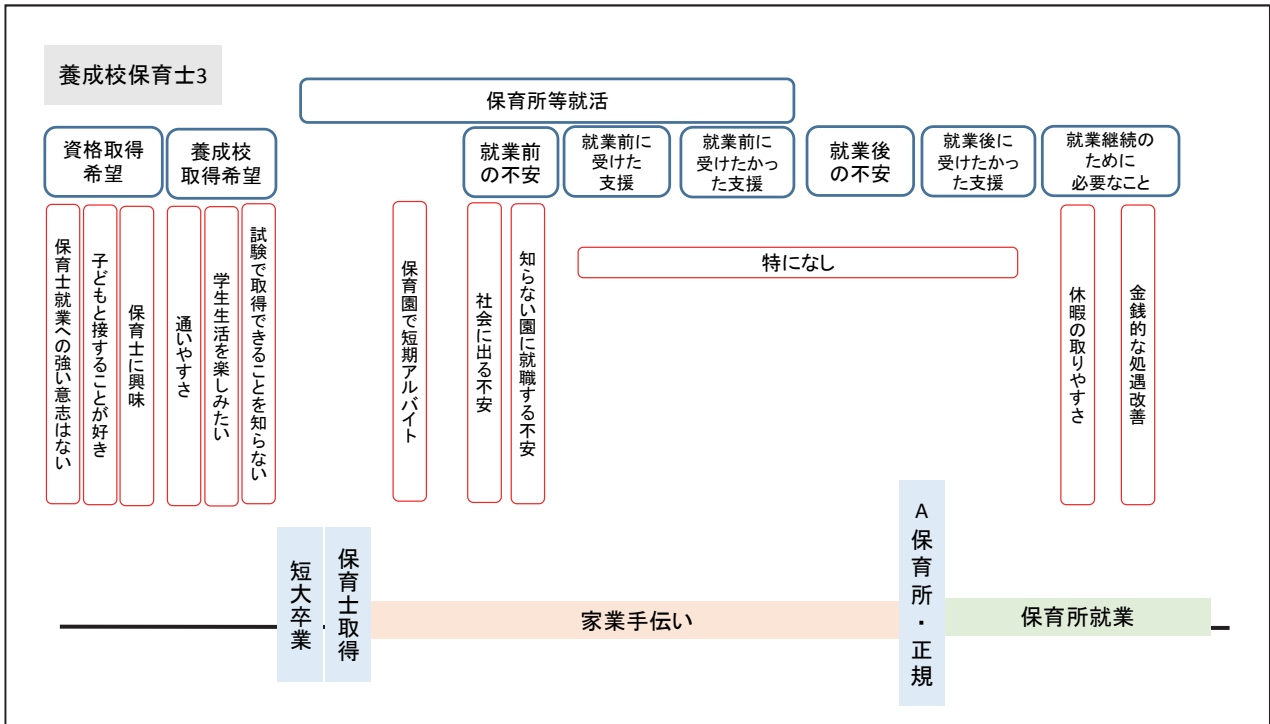 養成校保育士3
保育所等就活
資格取得
希望
養成校
取得希望
就業前
の不安
就業前に
受けた
支援
就業前に
受けたかっ
た支援
就業後
の不安
就業後に
受けたかっ
た支援
就業継続の
ために
必要なこと
保育士就業への強い意志はない
子どもと接することが好き
保育士に興味
通いやすさ
学生生活を楽しみたい
試験で取得できることを知らない
保育園で短期アルバイト
社会に出る不安
知らない園に就職する不安
特になし
休暇の取りやすさ
金銭的な処遇改善
短大卒業
保育士取得
家業手伝い
A保育所・正規
保育所就業